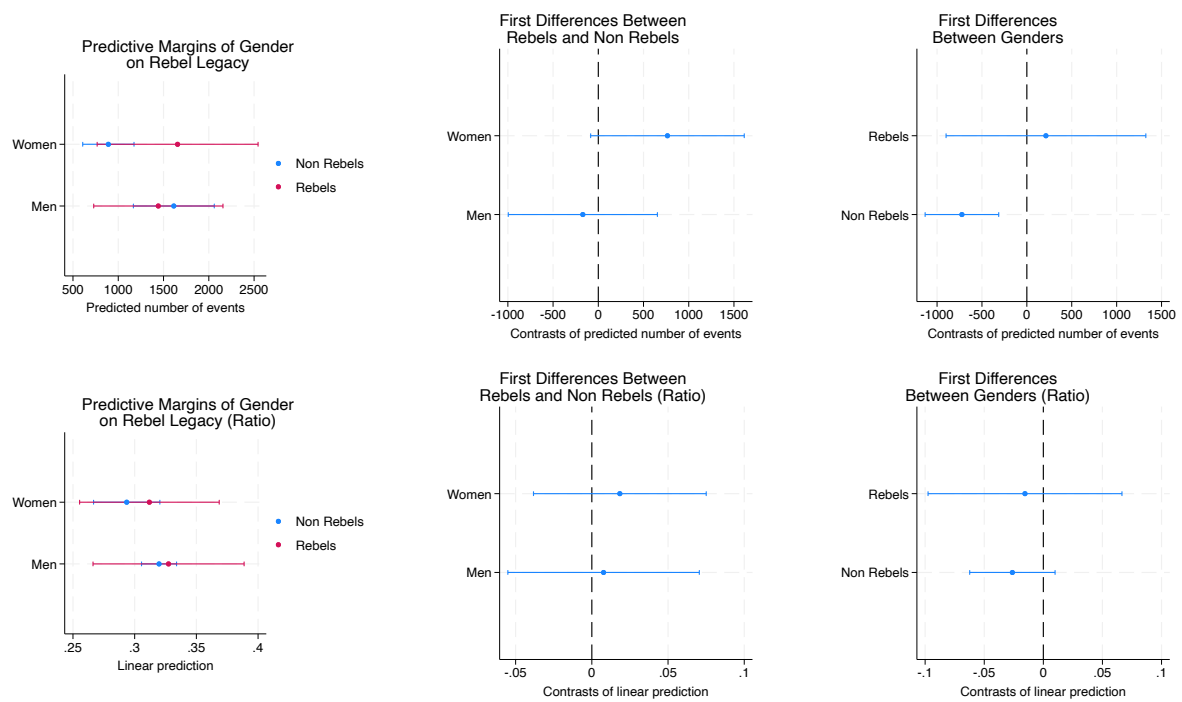 Predictive Margins of Gender
on Rebel Legacy
Women
Men
500 1000 1500 2000 2500
Predicted number of events
Non Rebels
Rebels
First Differences Between
Rebels and Non Rebels
Women
Men
-1000 -500 0 500 1000 1500
Contrasts of predicted number of events
First Differences
Between Genders
Rebels
Non Rebels
-1000 -500 0 500 1000 1500
Contrasts of predicted number of events
Predictive Margins of Gender
on Rebel Legacy (Ratio)
Women
Men
.25 .3 .35 .4
Linear prediction
Non Rebels
Rebels
First Differences Between
Rebels and Non Rebels (Ratio)
Women
Men
-.05 0 .05 .1
Contrasts of linear prediction
First Differences
Between Genders (Ratio)
Rebels
Non Rebels
-.1 -.05 0 .05 .1
Contrasts of linear prediction